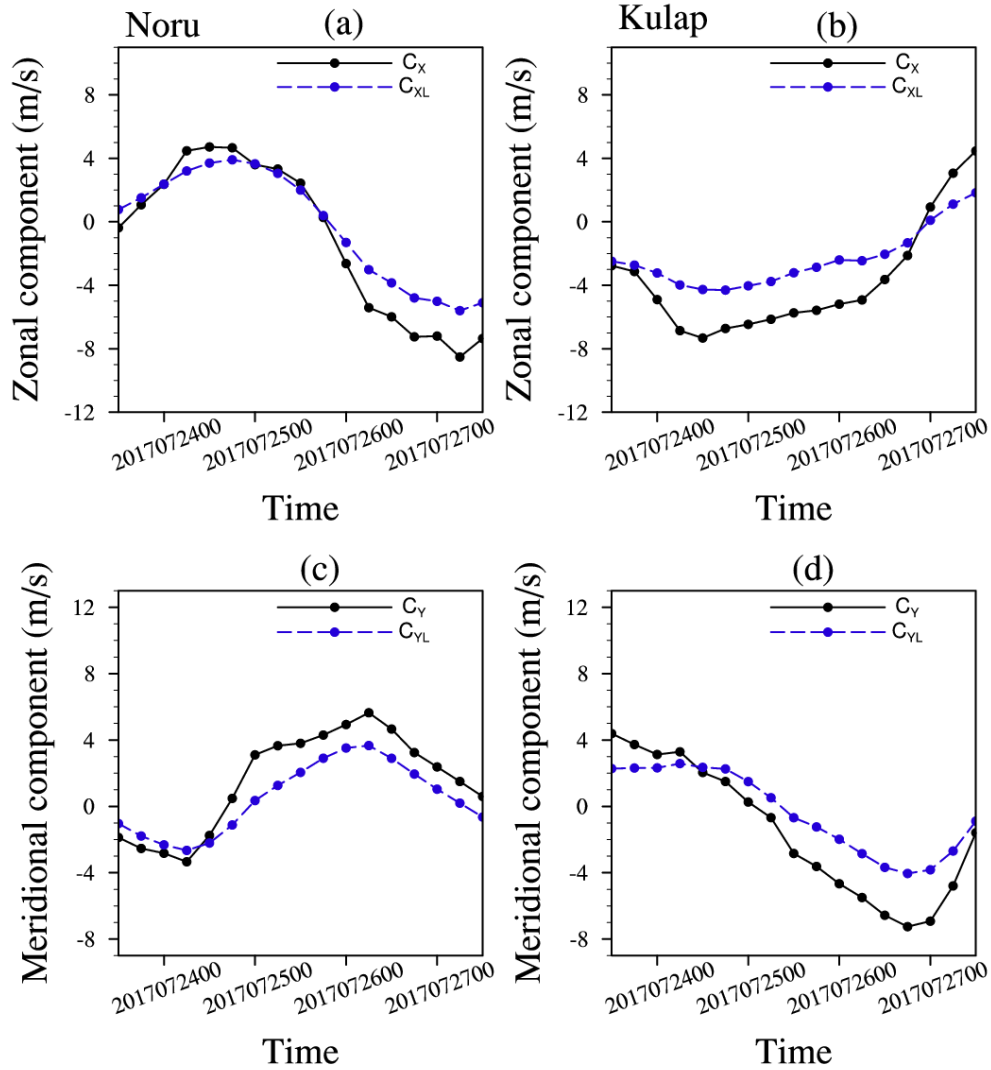 Noru (a)
Zonal component (m/s)
8
4
0
-4
-8
-12
C_X
C_XL
2017072400 2017072500 2017072600 2017072700
Time
Kulap (b)
Zonal component (m/s)
8
4
0
-4
-8
-12
C_X
C_XL
2017072400 2017072500 2017072600 2017072700
Time
(c)
Meridional component (m/s)
12
8
4
0
-4
-8
C_Y
C_YL
2017072400 2017072500 2017072600 2017072700
Time
(d)
Meridional component (m/s)
12
8
4
0
-4
-8
C_Y
C_YL
2017072400 2017072500 2017072600 2017072700
Time